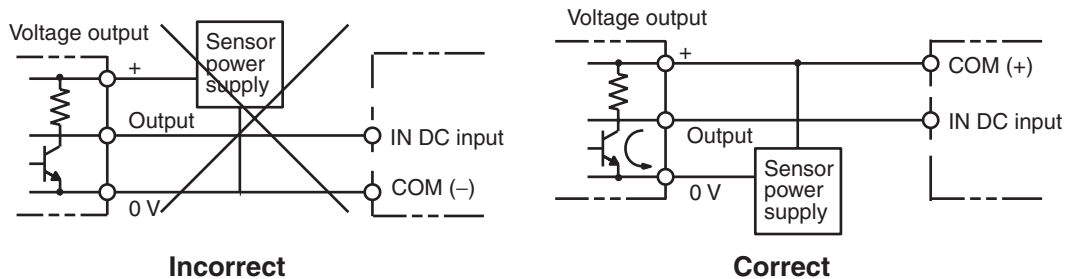 Voltage output
+
Sensor
power
supply
Output
IN DC input
COM (–)
0 V
Incorrect
Voltage output
+
COM (+)
IN DC input
Output
Sensor
power
supply
0 V
Correct